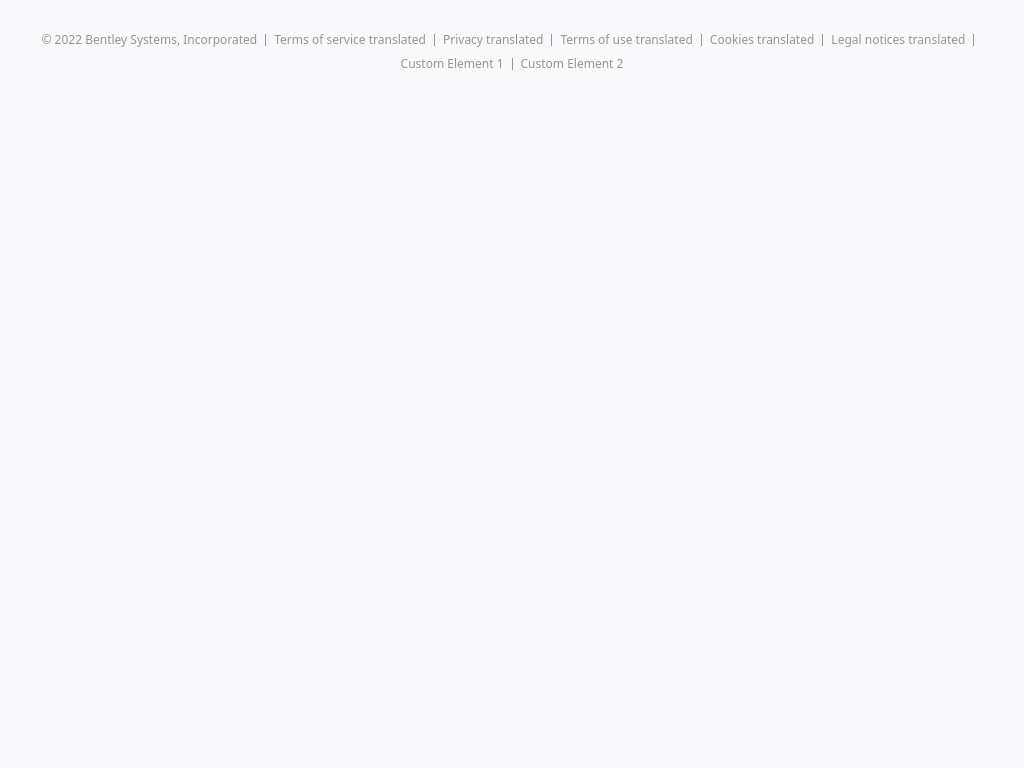 © 2022 Bentley Systems, Incorporated | Terms of service translated | Privacy translated | Terms of use translated | Cookies translated | Legal notices translated |
Custom Element 1 | Custom Element 2